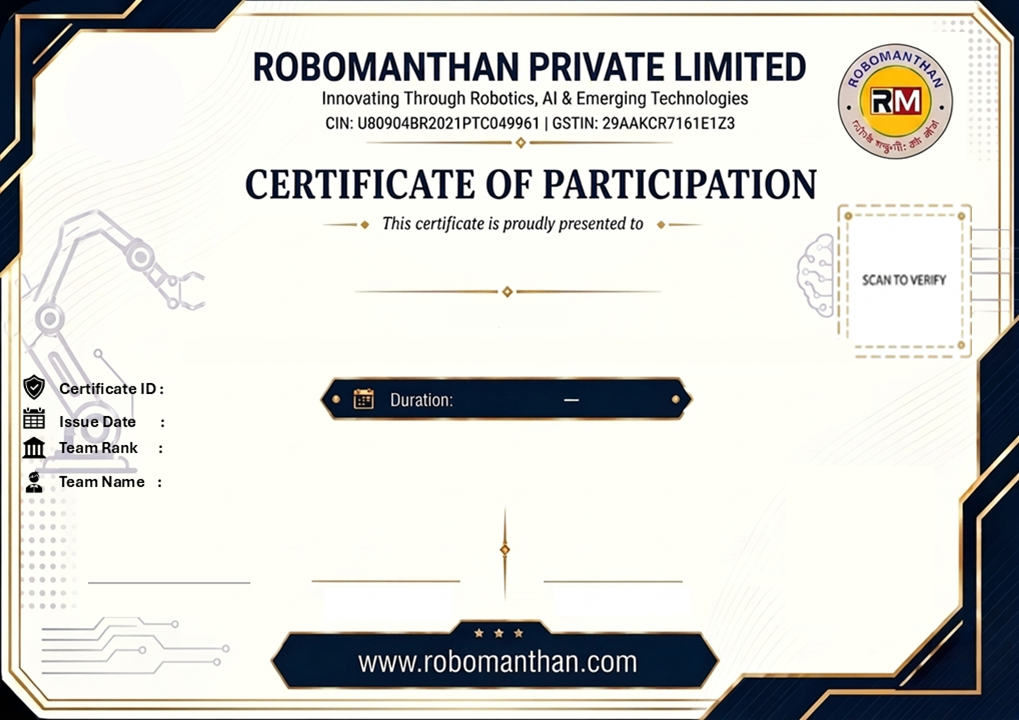 ROBOMANTHAN PRIVATE LIMITED
Innovating Through Robotics, AI & Emerging Technologies
CIN: U80904BR2021PTC049961 | GSTIN: 29AAKCR7161E1Z3
ROBOMANTHAN
RM
CERTIFICATE OF PARTICIPATION
This certificate is proudly presented to
SCAN TO VERIFY
Certificate ID :
Duration: —
Issue Date :
Team Rank :
Team Name :
www.robomanthan.com